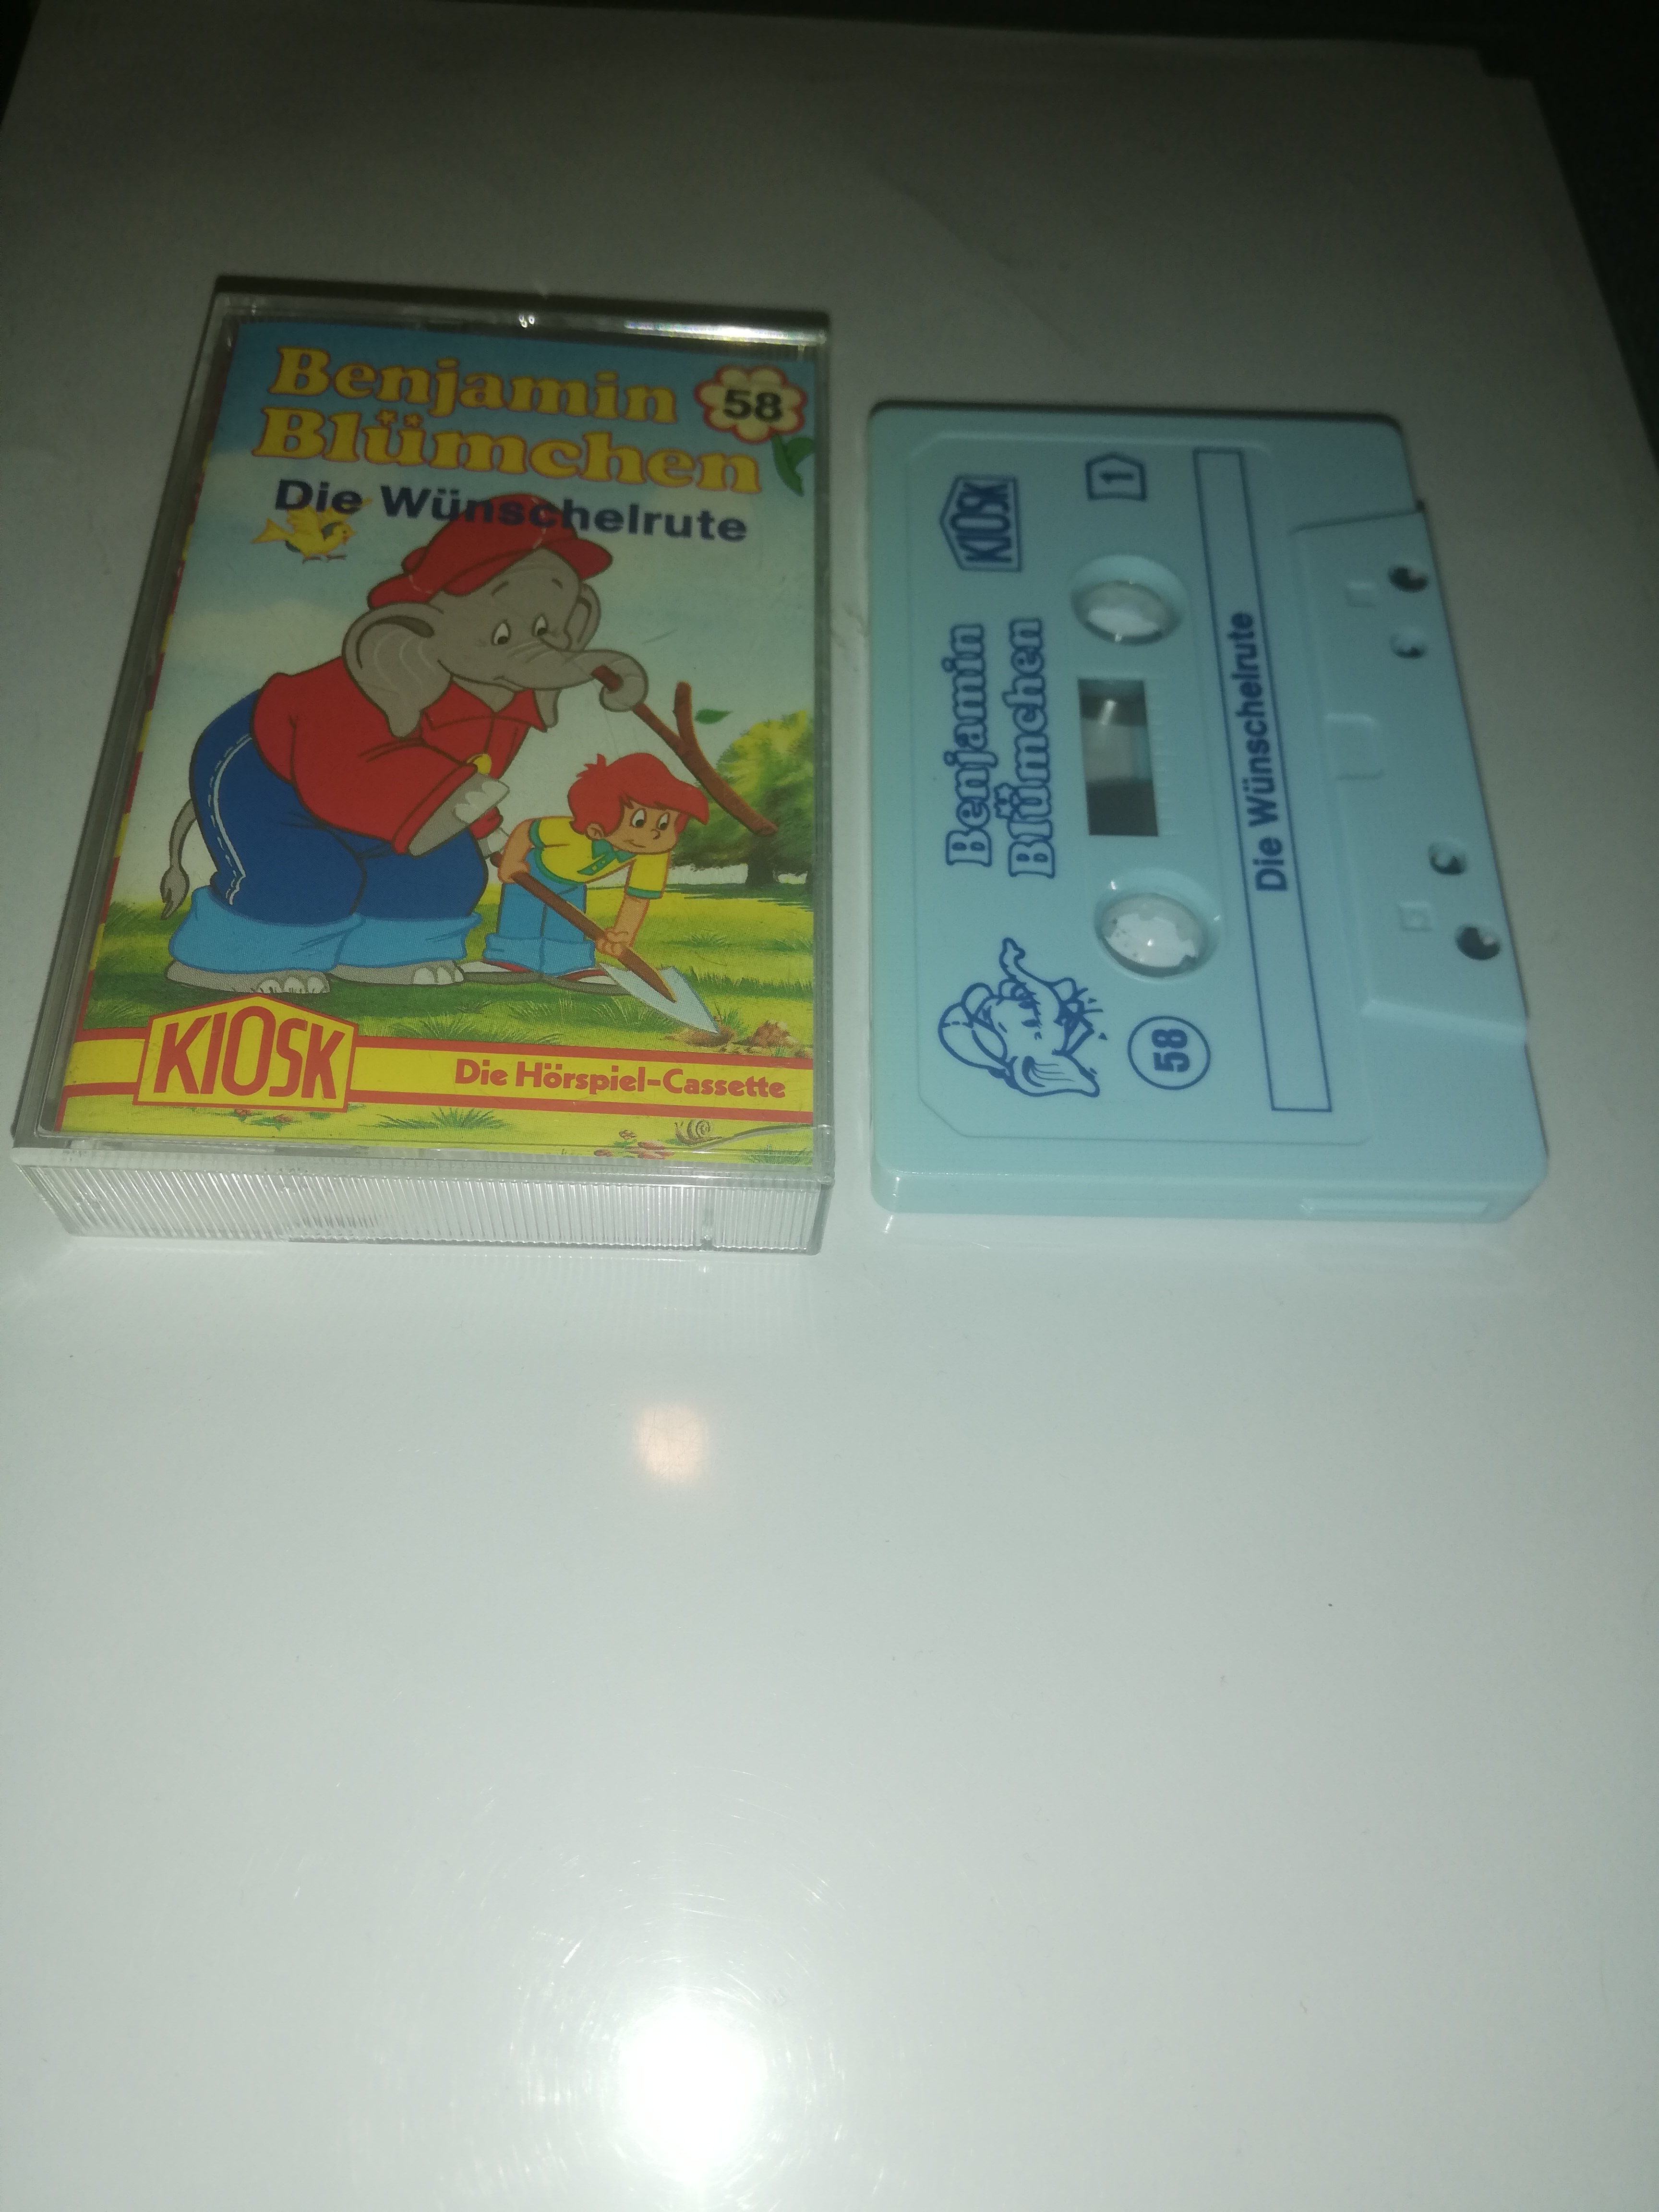 Benjamin
Blümchen
58
Die Wünschelrute
KIOSK
Die Hörspiel-Cassette
KIOSK
1
Benjamin
Blümchen
58
Die Wünschelrute